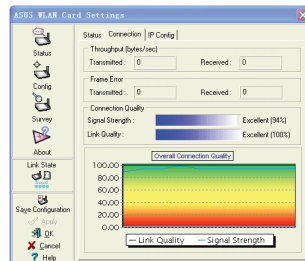 ASUS WLAN Card Settings
Status
Config
Survey
About
Link State
Save Configuration
Apply
OK
Cancel
Help
Status Connection IP Config
Throughput (bytes/sec)
Transmitted: 0 Received: 0
Frame Error
Transmitted: 0 Received: 0
Connection Quality
Signal Strength: Excellent (94%)
Link Quality: Excellent (100%)
Overall Connection Quality
100.00
80.00
60.00
40.00
20.00
0.00
Link Quality Signal Strength